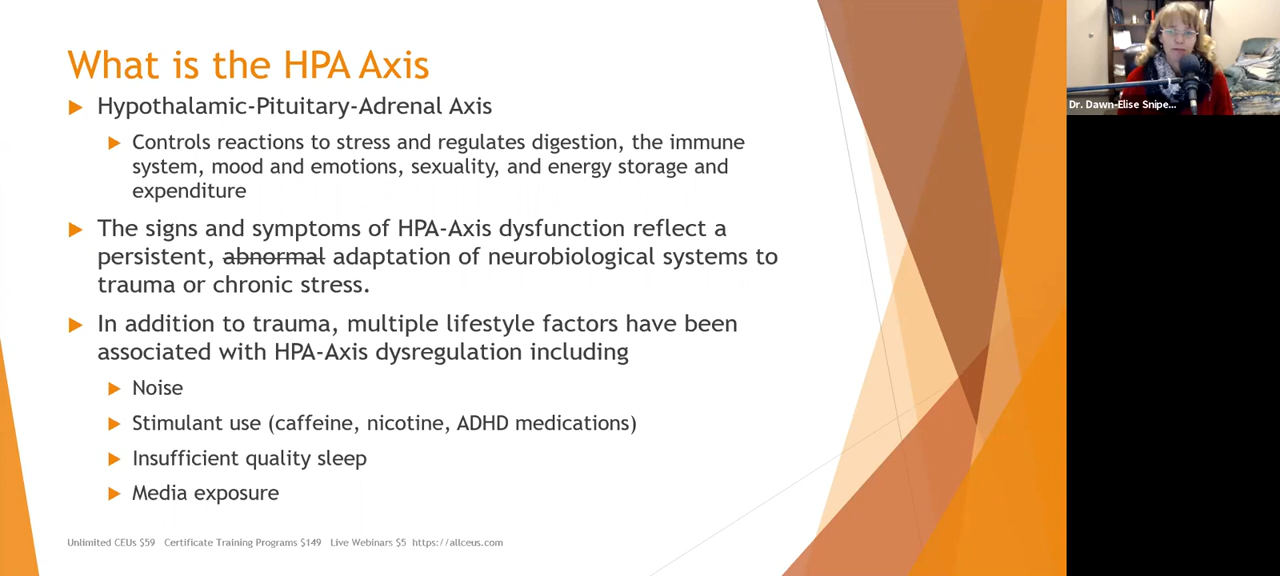 What is the HPA Axis
Hypothalamic-Pituitary-Adrenal Axis
Controls reactions to stress and regulates digestion, the immune
system, mood and emotions, sexuality, and energy storage and
expenditure
The signs and symptoms of HPA-Axis dysfunction reflect a
persistent, abnormal adaptation of neurobiological systems to
trauma or chronic stress.
In addition to trauma, multiple lifestyle factors have been
associated with HPA-Axis dysregulation including
Noise
Stimulant use (caffeine, nicotine, ADHD medications)
Insufficient quality sleep
Media exposure
Unlimited CEUs $59 Certificate Training Programs $149 Live Webinars $5 https://allceus.com
Dr. Dawn-Elise Snipe...